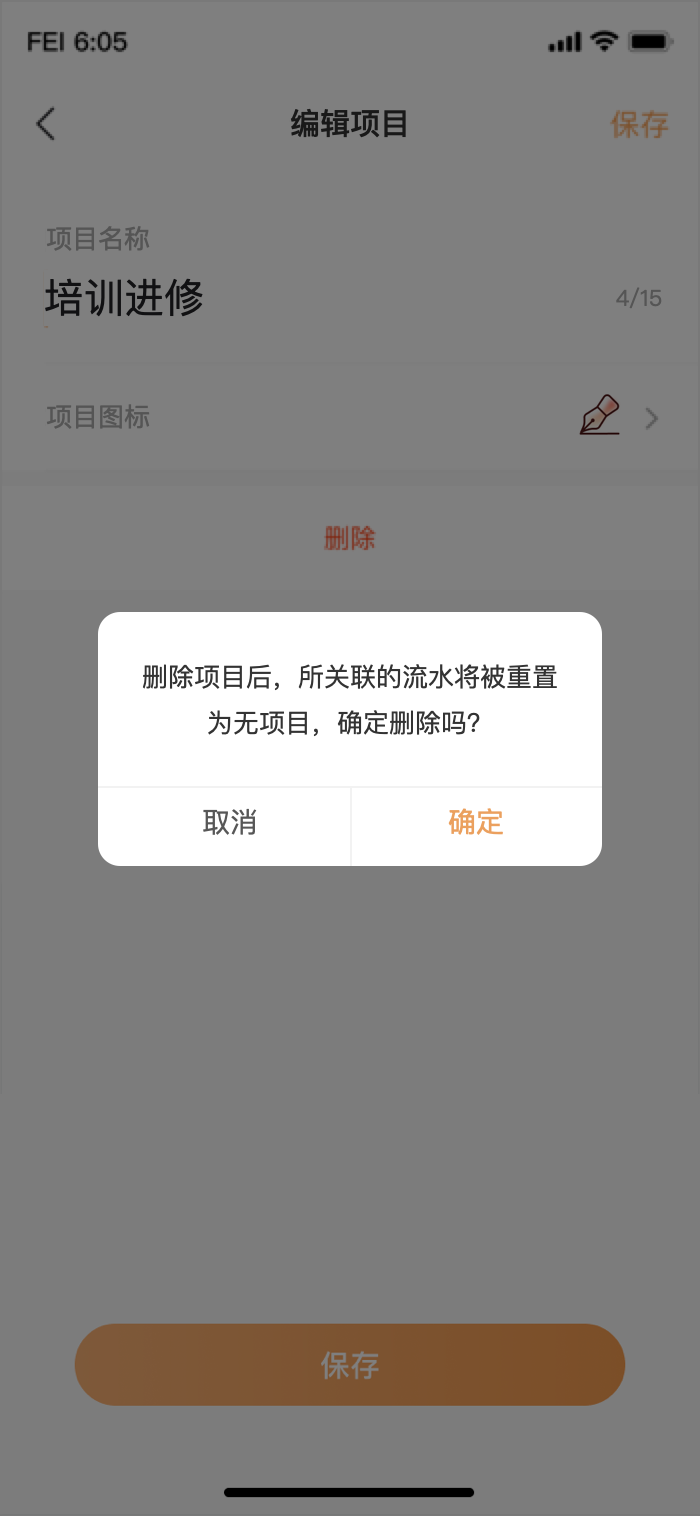 FEI 6:05
编辑项目
保存
项目名称
培训进修
4/15
项目图标
删除
删除项目后，所关联的流水将被重置
为无项目，确定删除吗?
取消
确定
保存